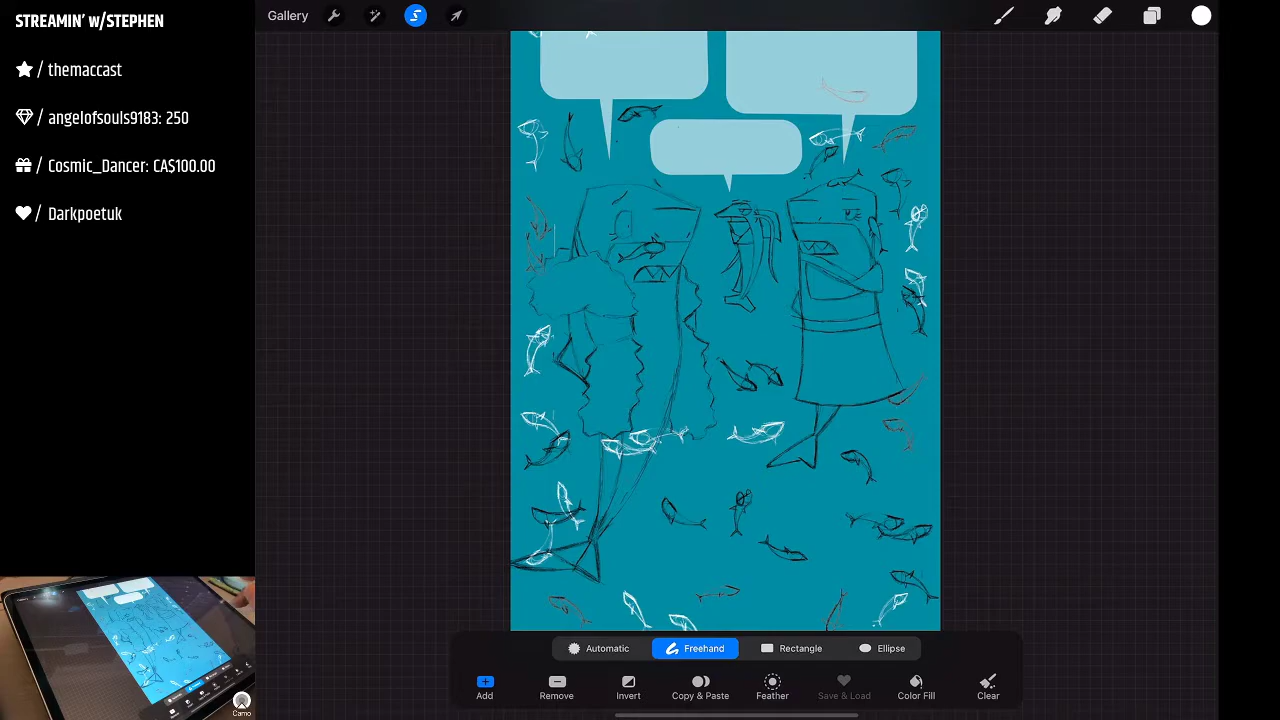 STREAMIN' w/STEPHEN
/ themaccast
/ angelofsouls9183: 250
/ Cosmic_Dancer: CA$100.00
/ Darkpoetuk
Gallery
Automatic Freehand Rectangle Ellipse
Add Remove Invert Copy & Paste Feather Save & Load Color Fill Clear
Camo